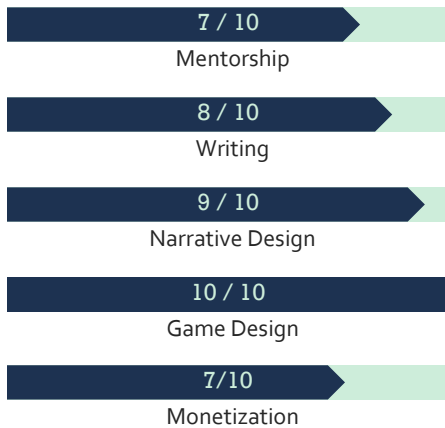 7 / 10
Mentorship
8 / 10
Writing
9 / 10
Narrative Design
10 / 10
Game Design
7/10
Monetization